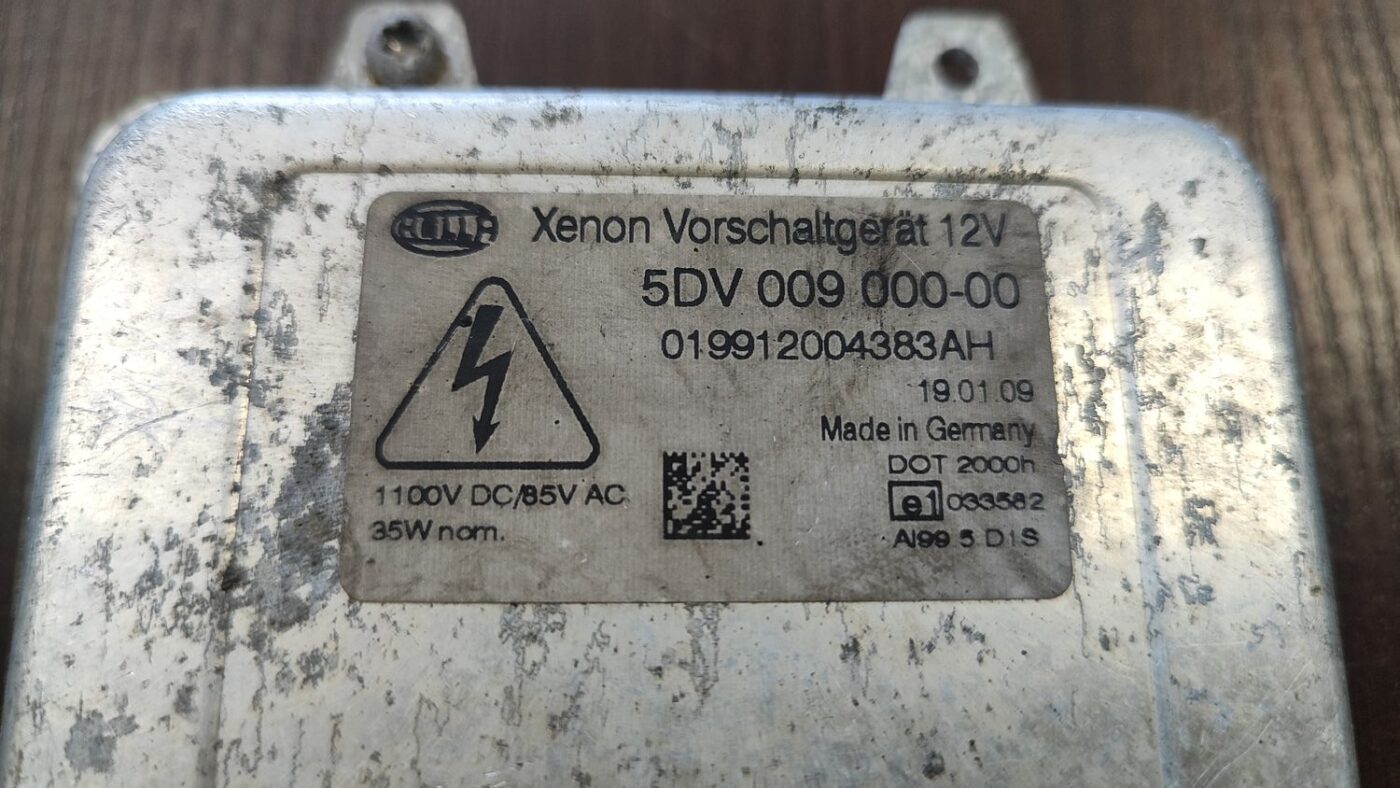 HELLA
Xenon Vorschaltgerät 12V
5DV 009 000-00
019912004383AH
19.01.09
Made in Germany
DOT 2000h
e1 033582
AI99 5 D1S
1100V DC/85V AC
35W nom.